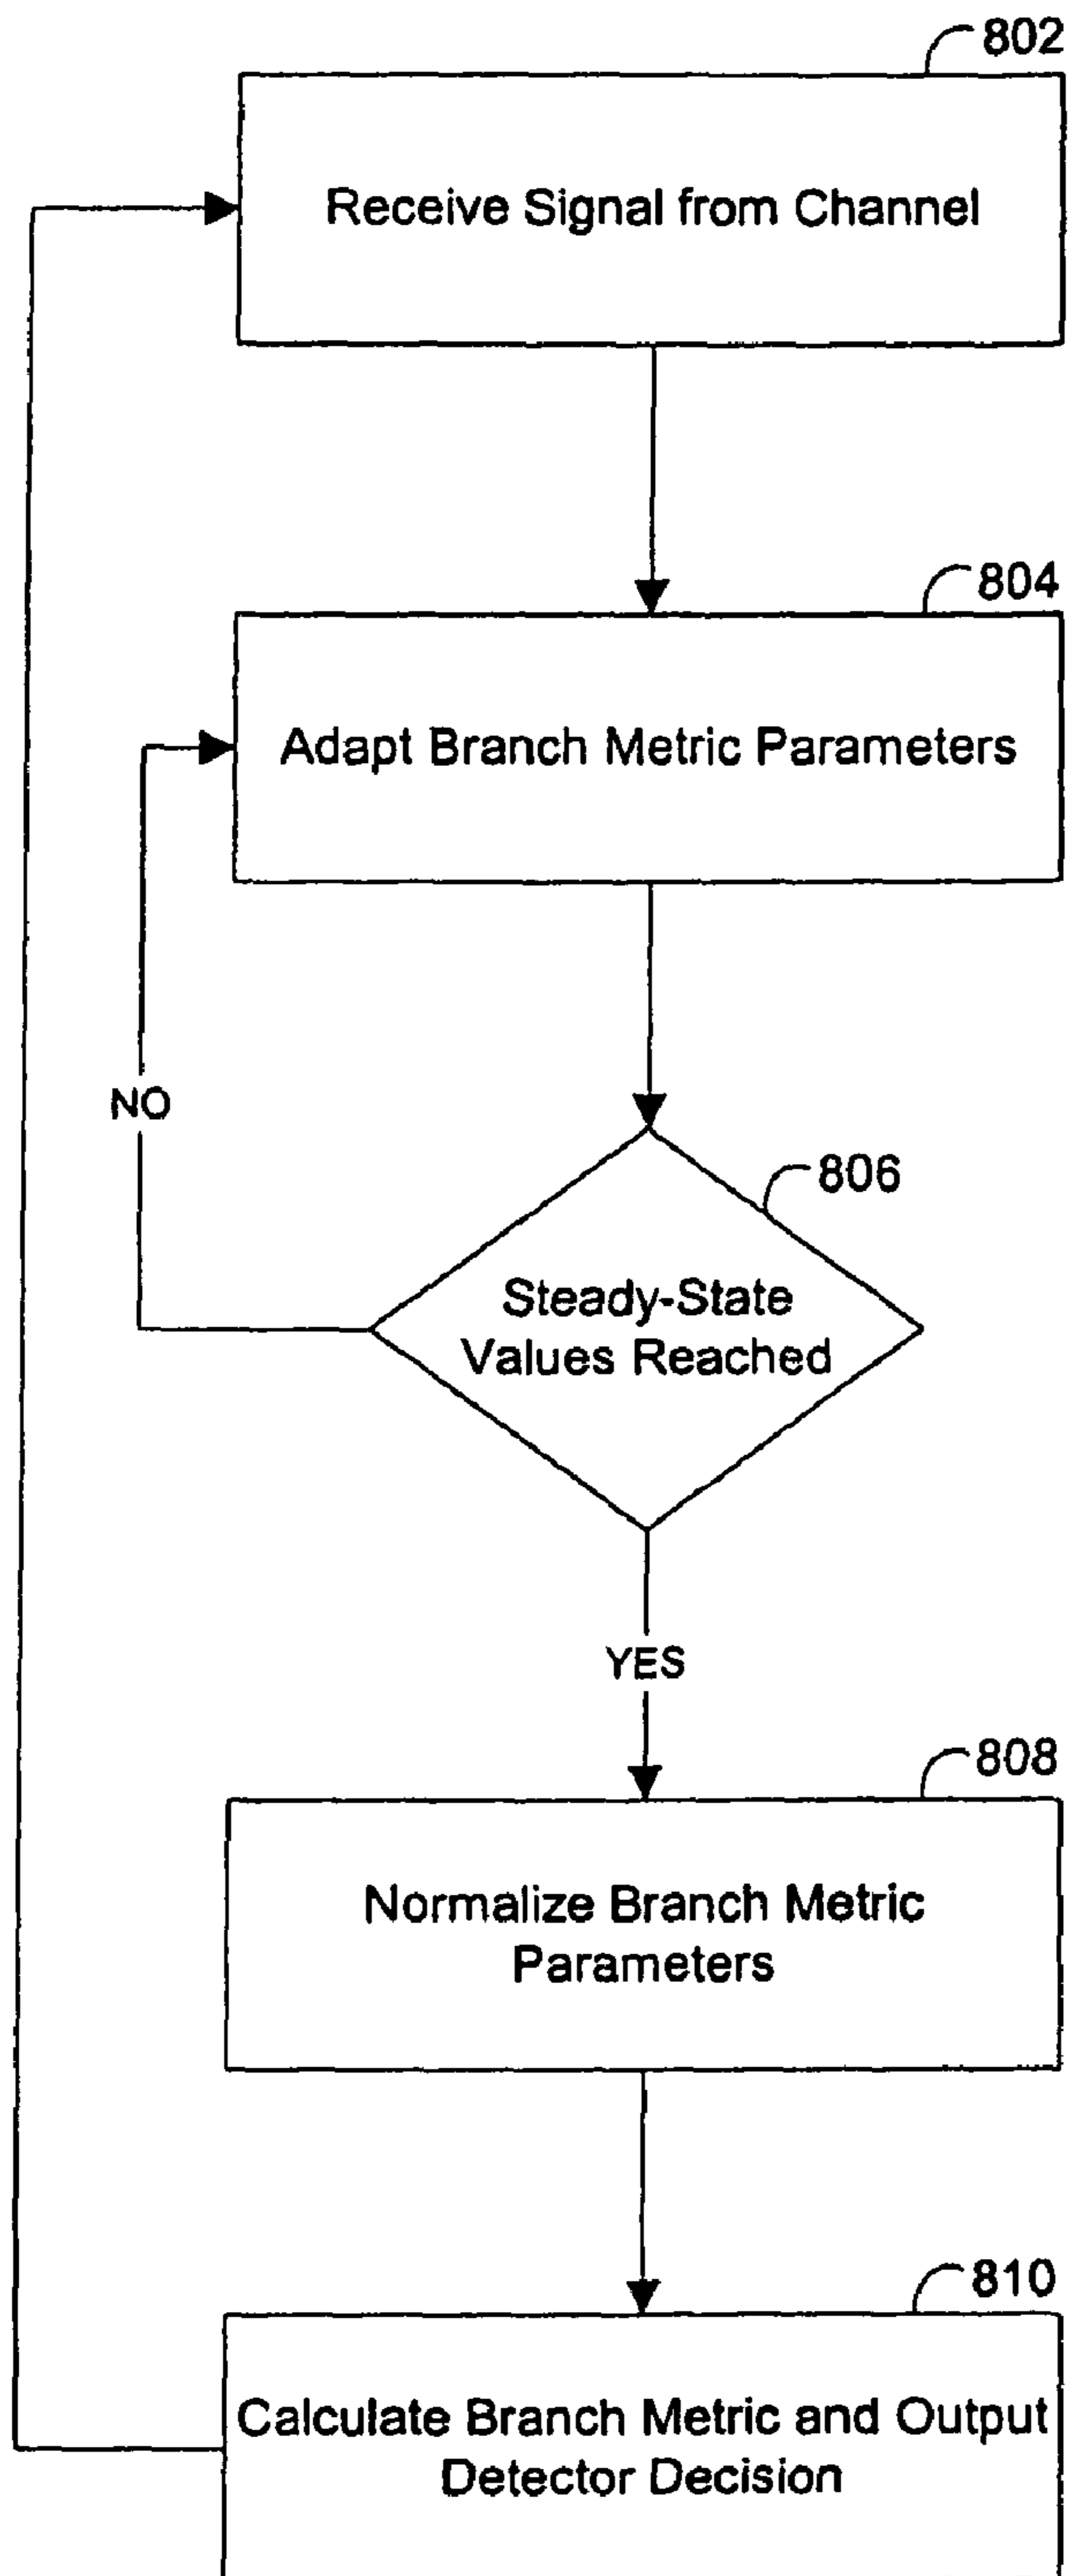 802
Receive Signal from Channel
804
Adapt Branch Metric Parameters
NO
806
Steady-State
Values Reached
YES
808
Normalize Branch Metric
Parameters
810
Calculate Branch Metric and Output
Detector Decision